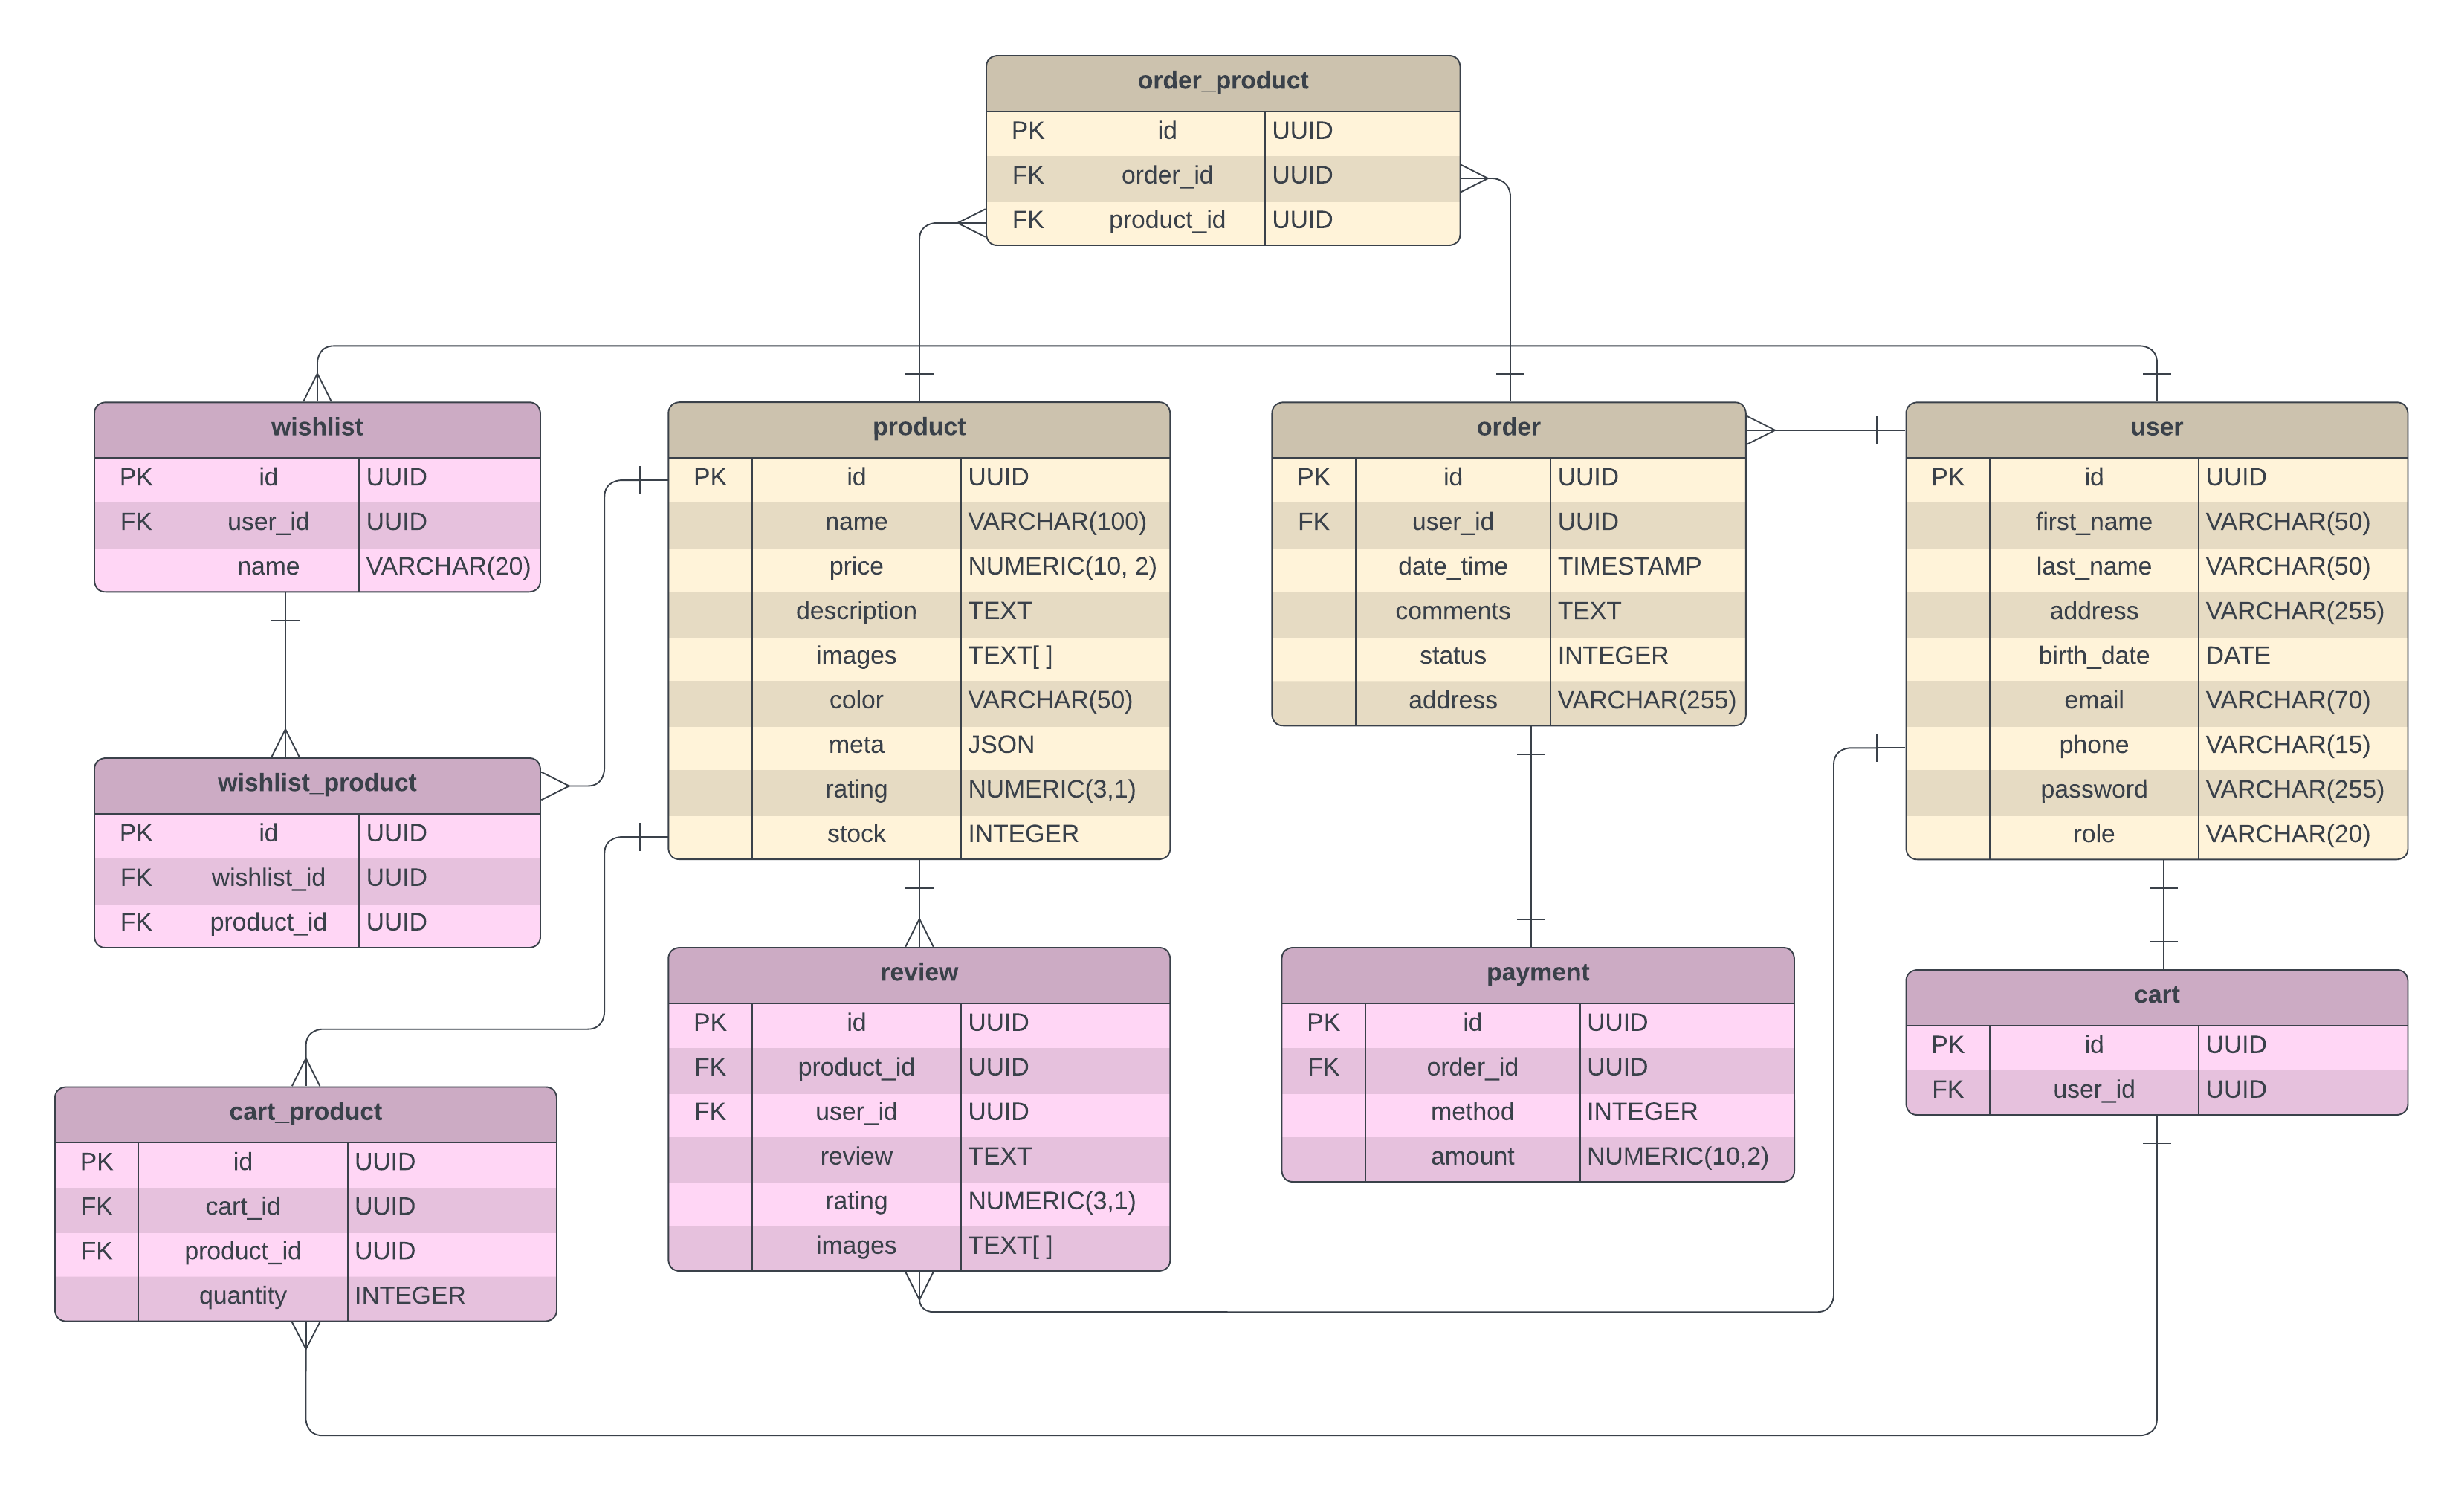 order_product
PK id UUID
FK order_id UUID
FK product_id UUID
wishlist
PK id UUID
FK user_id UUID
name VARCHAR(20)
product
PK id UUID
name VARCHAR(100)
price NUMERIC(10, 2)
description TEXT
images TEXT[ ]
color VARCHAR(50)
meta JSON
rating NUMERIC(3,1)
stock INTEGER
order
PK id UUID
FK user_id UUID
date_time TIMESTAMP
comments TEXT
status INTEGER
address VARCHAR(255)
user
PK id UUID
first_name VARCHAR(50)
last_name VARCHAR(50)
address VARCHAR(255)
birth_date DATE
email VARCHAR(70)
phone VARCHAR(15)
password VARCHAR(255)
role VARCHAR(20)
wishlist_product
PK id UUID
FK wishlist_id UUID
FK product_id UUID
review
PK id UUID
FK product_id UUID
FK user_id UUID
review TEXT
rating NUMERIC(3,1)
images TEXT[ ]
payment
PK id UUID
FK order_id UUID
method INTEGER
amount NUMERIC(10,2)
cart
PK id UUID
FK user_id UUID
cart_product
PK id UUID
FK cart_id UUID
FK product_id UUID
quantity INTEGER